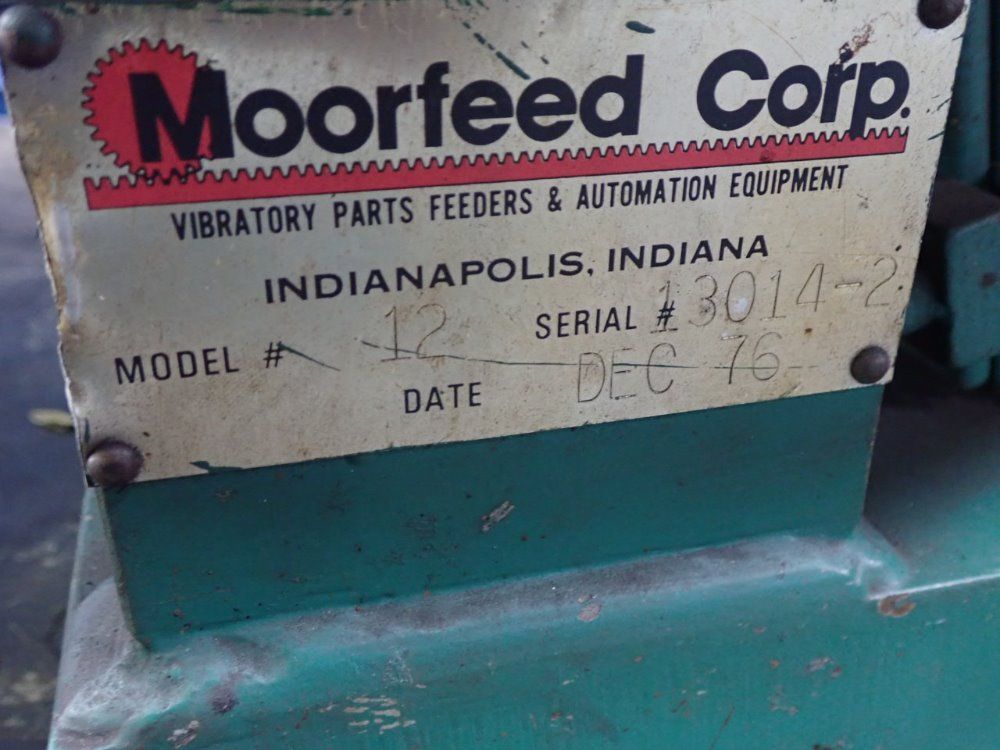 Moorfeed Corp.
VIBRATORY PARTS FEEDERS & AUTOMATION EQUIPMENT
INDIANAPOLIS, INDIANA
MODEL # 12 SERIAL # 13014-2
DATE DEC 76